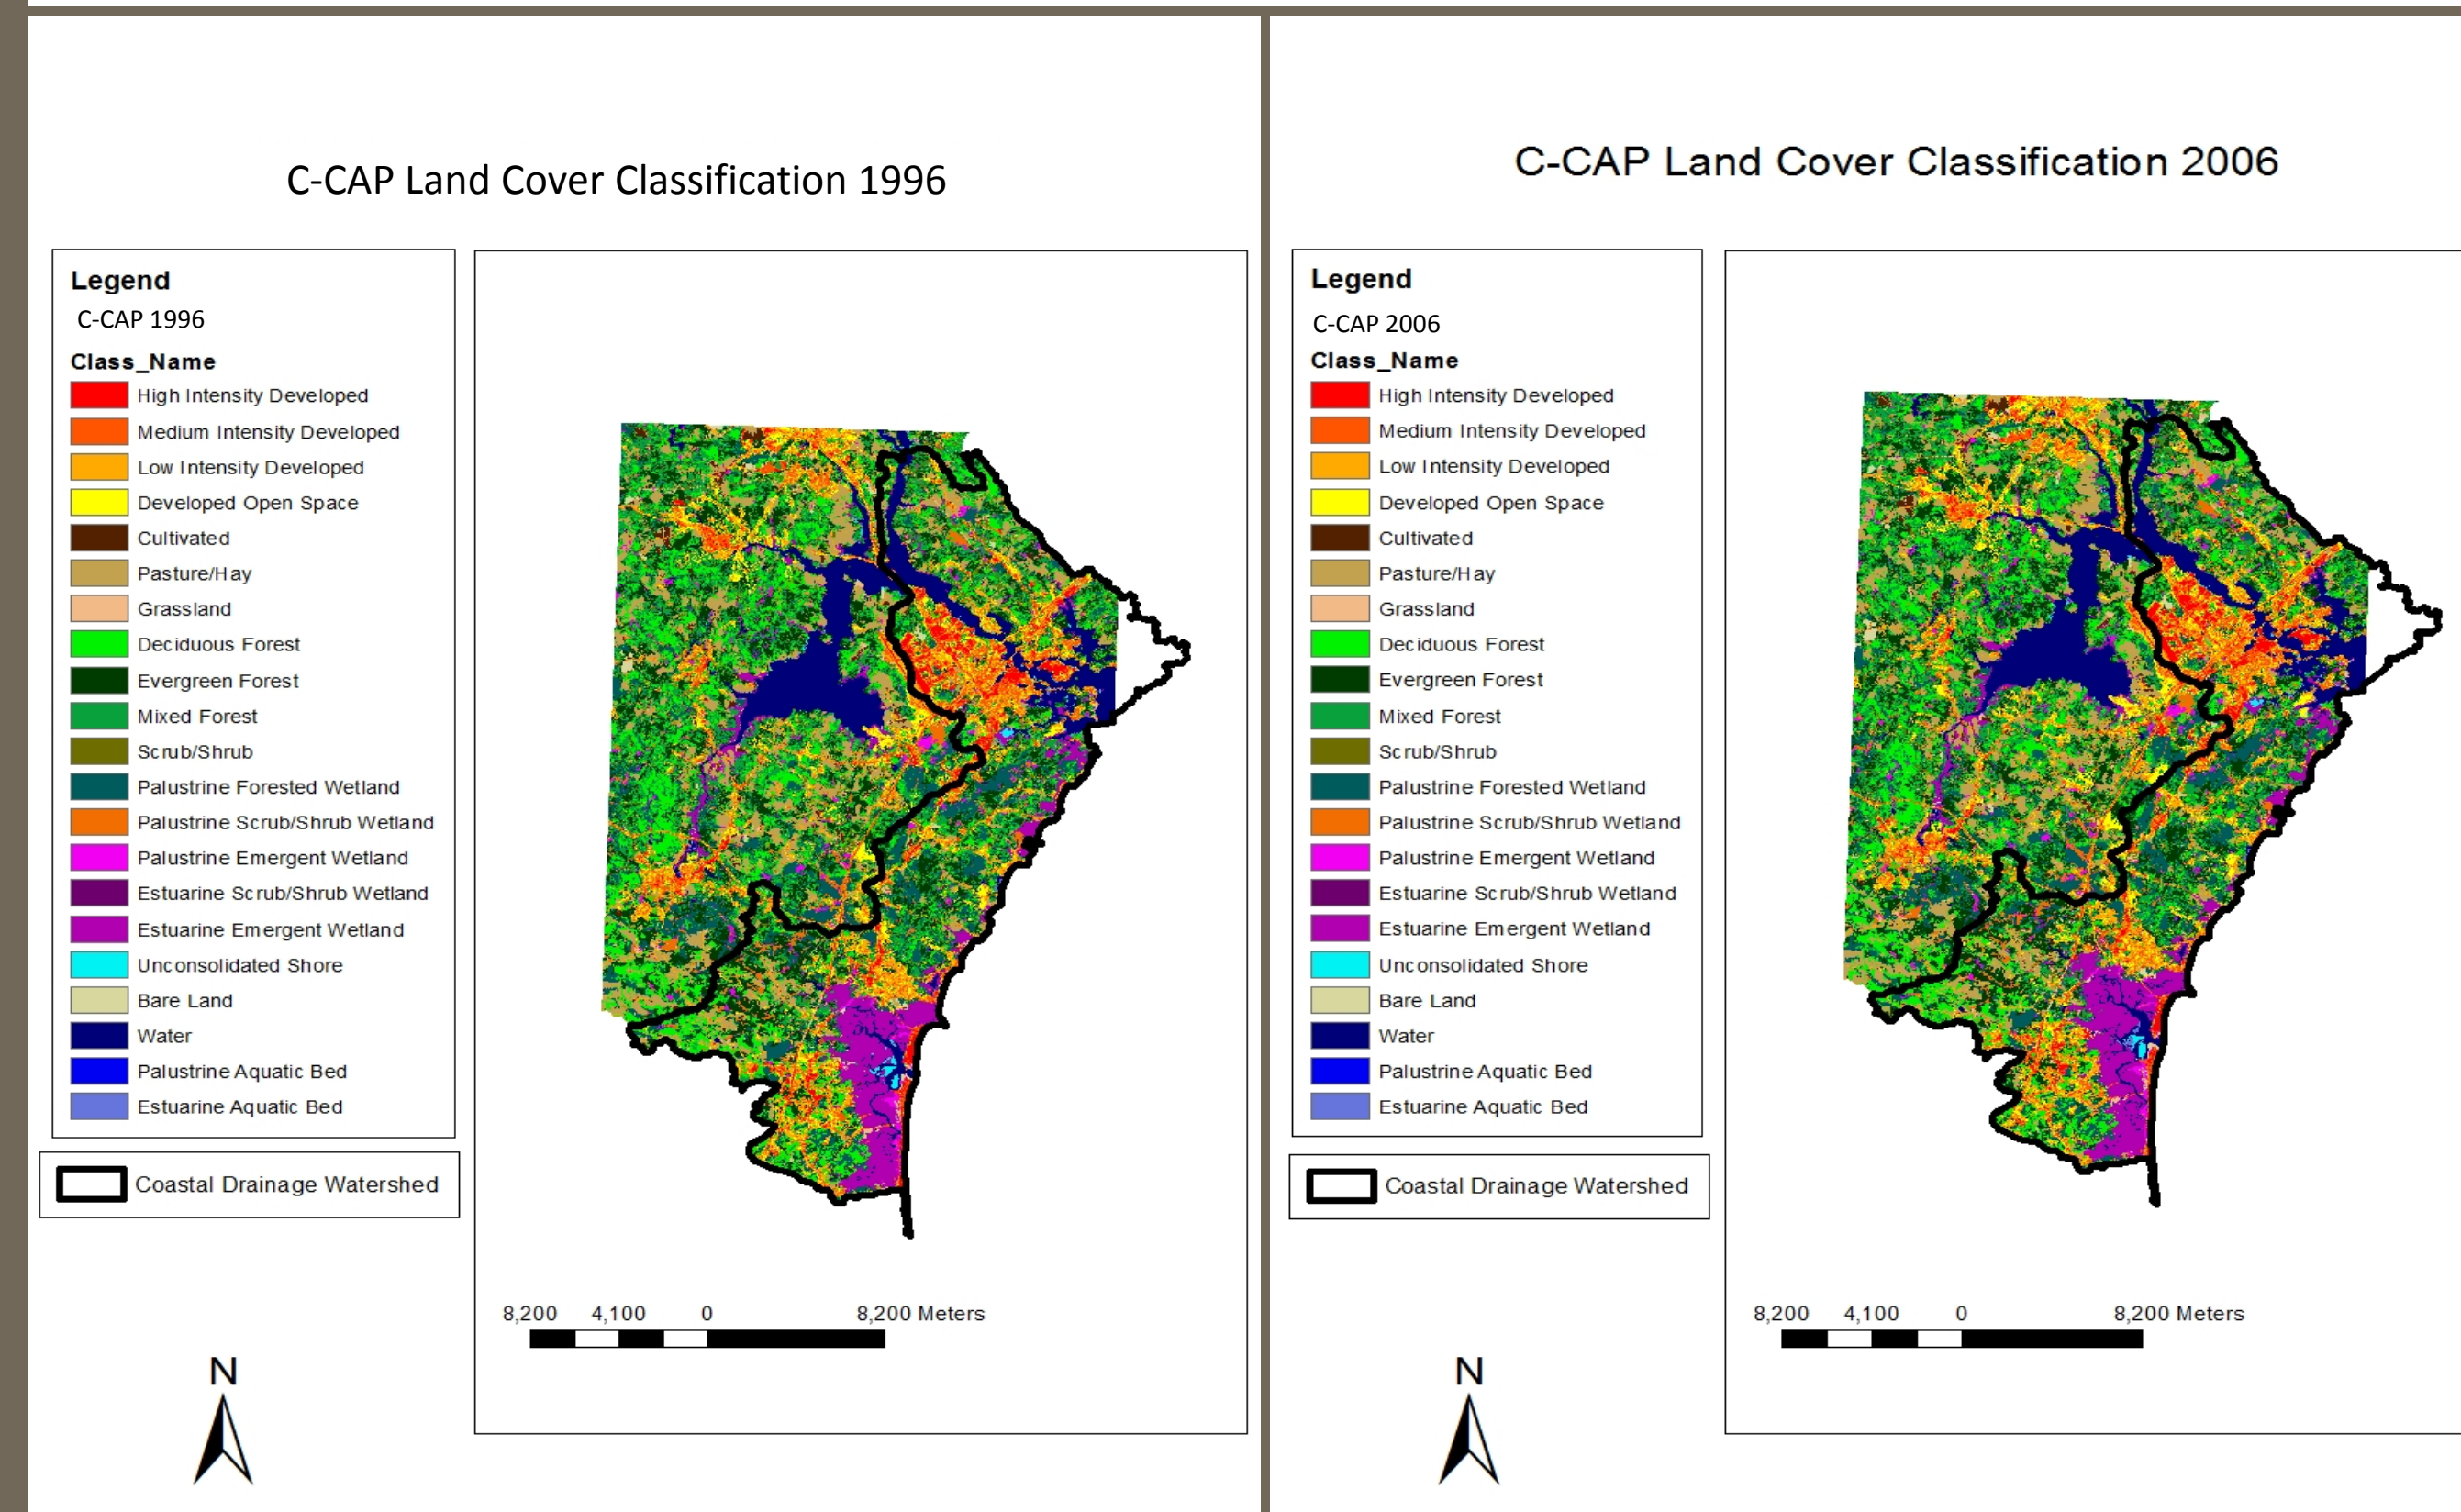 C-CAP Land Cover Classification 1996
Legend
C-CAP 1996
Class_Name
High Intensity Developed
Medium Intensity Developed
Low Intensity Developed
Developed Open Space
Cultivated
Pasture/Hay
Grassland
Deciduous Forest
Evergreen Forest
Mixed Forest
Scrub/Shrub
Palustrine Forested Wetland
Palustrine Scrub/Shrub Wetland
Palustrine Emergent Wetland
Estuarine Scrub/Shrub Wetland
Estuarine Emergent Wetland
Unconsolidated Shore
Bare Land
Water
Palustrine Aquatic Bed
Estuarine Aquatic Bed
Coastal Drainage Watershed
8,200 4,100 0 8,200 Meters
N
C-CAP Land Cover Classification 2006
Legend
C-CAP 2006
Class_Name
High Intensity Developed
Medium Intensity Developed
Low Intensity Developed
Developed Open Space
Cultivated
Pasture/Hay
Grassland
Deciduous Forest
Evergreen Forest
Mixed Forest
Scrub/Shrub
Palustrine Forested Wetland
Palustrine Scrub/Shrub Wetland
Palustrine Emergent Wetland
Estuarine Scrub/Shrub Wetland
Estuarine Emergent Wetland
Unconsolidated Shore
Bare Land
Water
Palustrine Aquatic Bed
Estuarine Aquatic Bed
Coastal Drainage Watershed
8,200 4,100 0 8,200 Meters
N